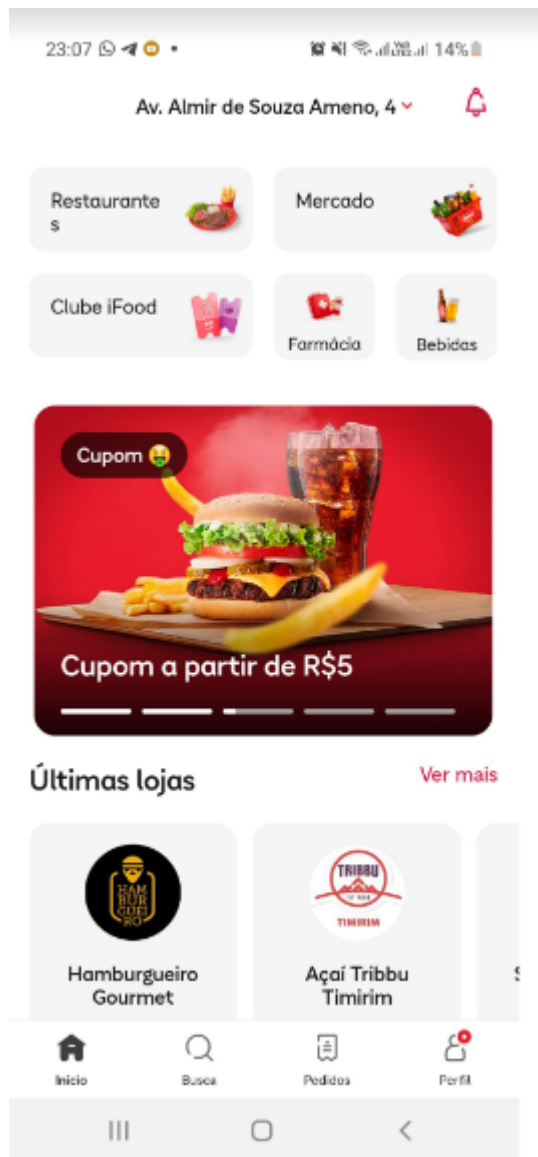 23:07
14%
Av. Almir de Souza Ameno, 4
Restaurante
s
Mercado
Clube iFood
Farmácia
Bebidas
Cupom
Cupom a partir de R$5
Últimas lojas
Ver mais
HAM
BUR
GUEI
RO
TRIBBU
TIMIRIM
Hamburgueiro
Gourmet
Açaí Tribbu
Timirim
S
Início
Busca
Pedidos
Perfil